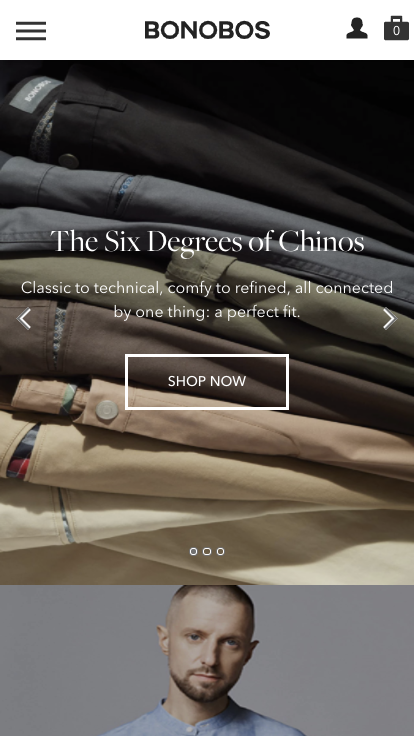 BONOBOS
0
BONOBOS
The Six Degrees of Chinos
Classic to technical, comfy to refined, all connected
by one thing: a perfect fit.
SHOP NOW